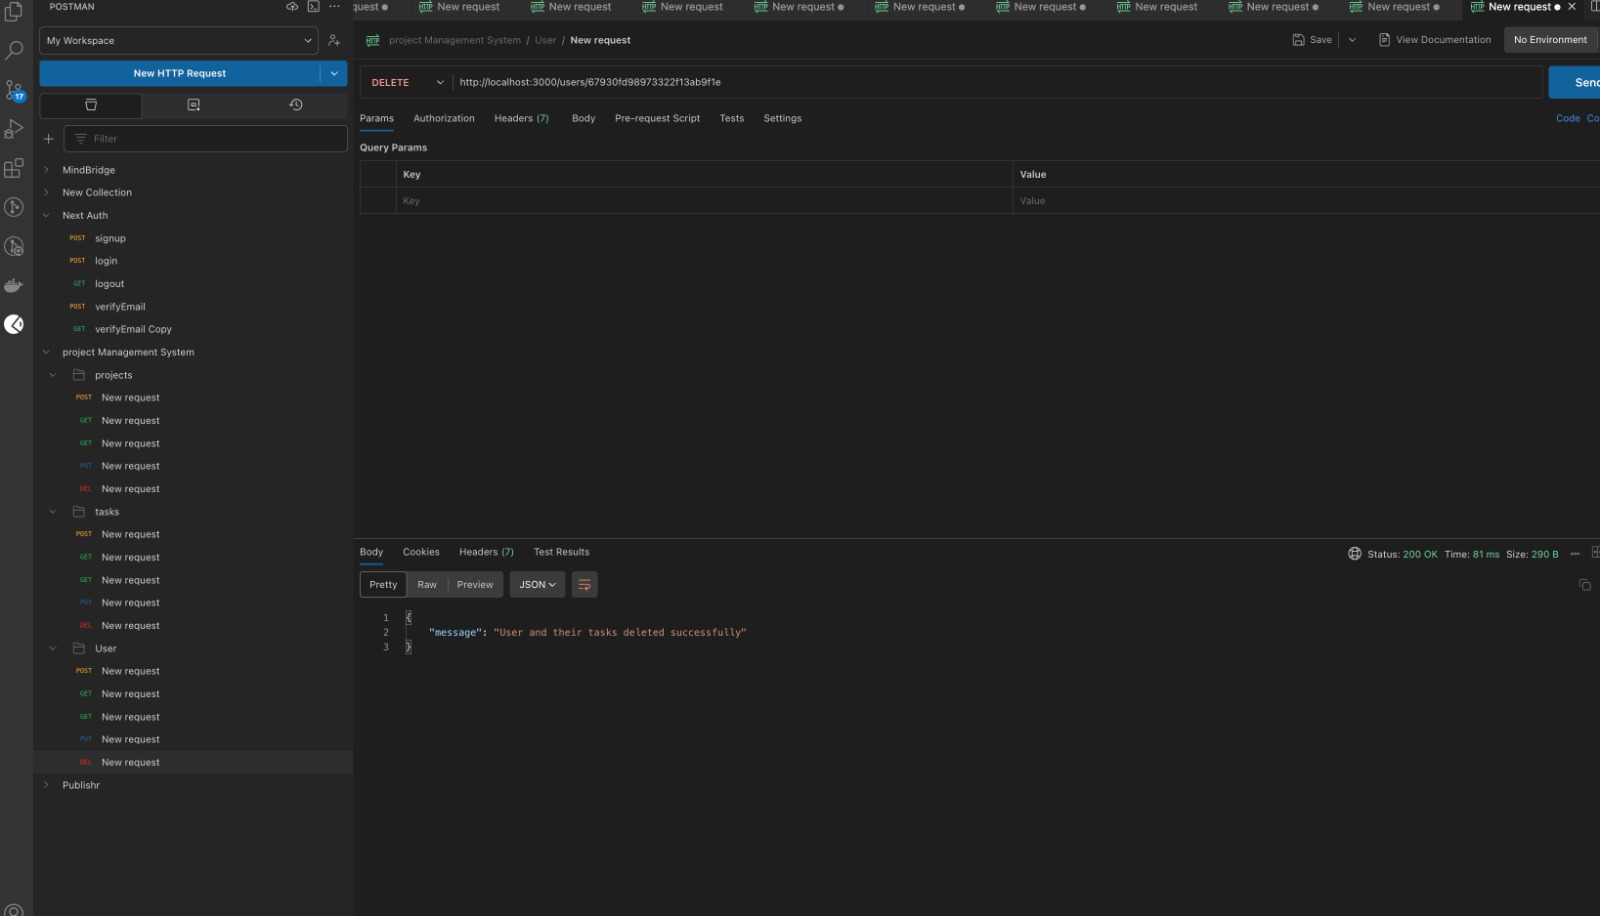 POSTMAN
My Workspace
New HTTP Request
17
Filter
MindBridge
New Collection
Next Auth
POST signup
POST login
GET logout
POST verifyEmail
GET verifyEmail Copy
project Management System
projects
POST New request
GET New request
GET New request
PUT New request
DEL New request
tasks
POST New request
GET New request
GET New request
PUT New request
DEL New request
User
POST New request
GET New request
GET New request
PUT New request
DEL New request
Publishr
quest HTTP New request HTTP New request HTTP New request HTTP New request HTTP New request HTTP New request HTTP New request HTTP New request HTTP New request HTTP New request
HTTP project Management System / User / New request Save View Documentation No Environment
DELETE http://localhost:3000/users/67930fd98973322f13ab9f1e Send
Params Authorization Headers (7) Body Pre-request Script Tests Settings Code Co
Query Params
Key Value
Key Value
Body Cookies Headers (7) Test Results Status: 200 OK Time: 81 ms Size: 290 B
Pretty Raw Preview JSON
1 {
2 "message": "User and their tasks deleted successfully"
3 }